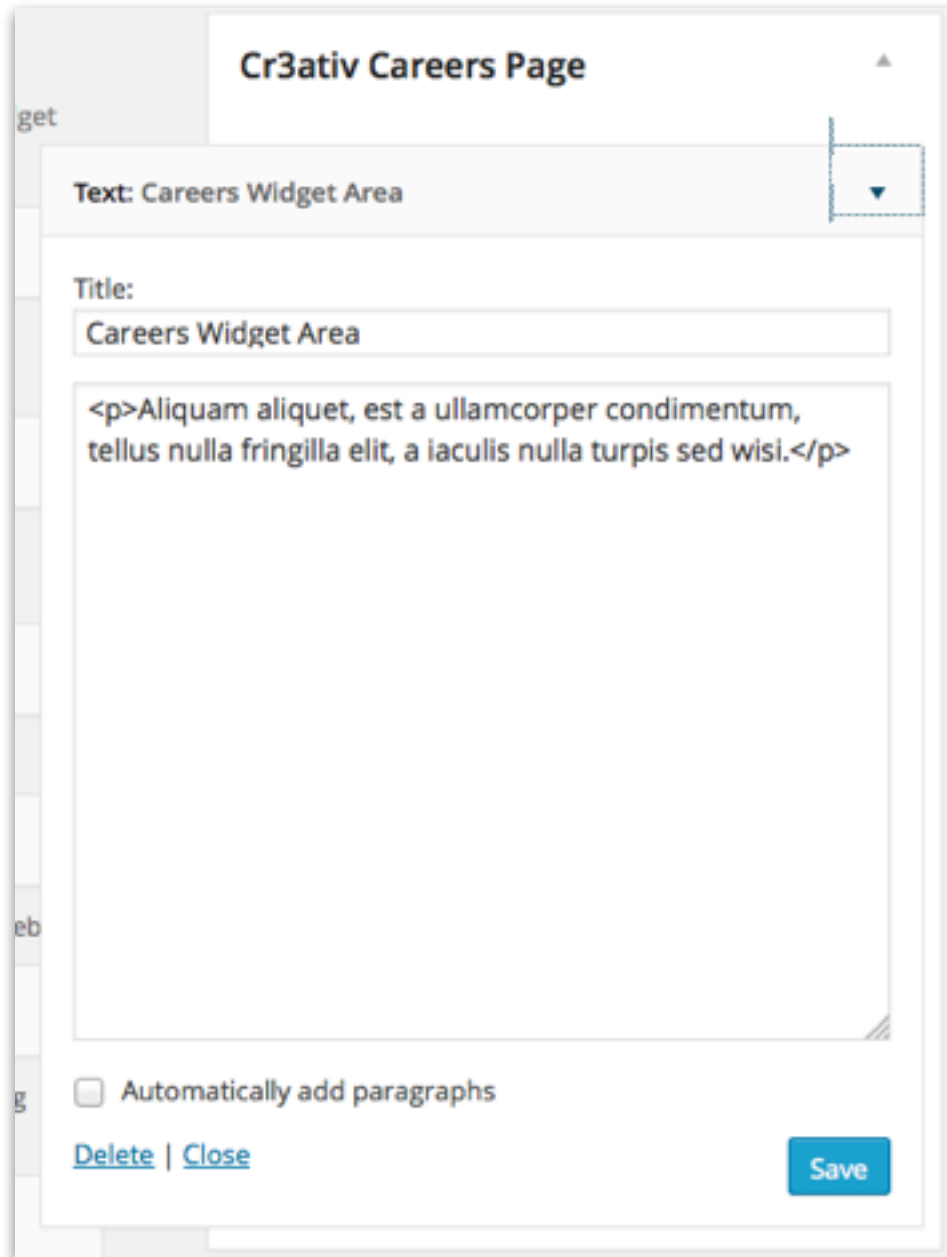 Cr3ativ Careers Page
get
Text: Careers Widget Area
Title:
Careers Widget Area
<p>Aliquam aliquet, est a ullamcorper condimentum,
tellus nulla fringilla elit, a iaculis nulla turpis sed wisi.</p>
eb
g
Automatically add paragraphs
Delete | Close
Save